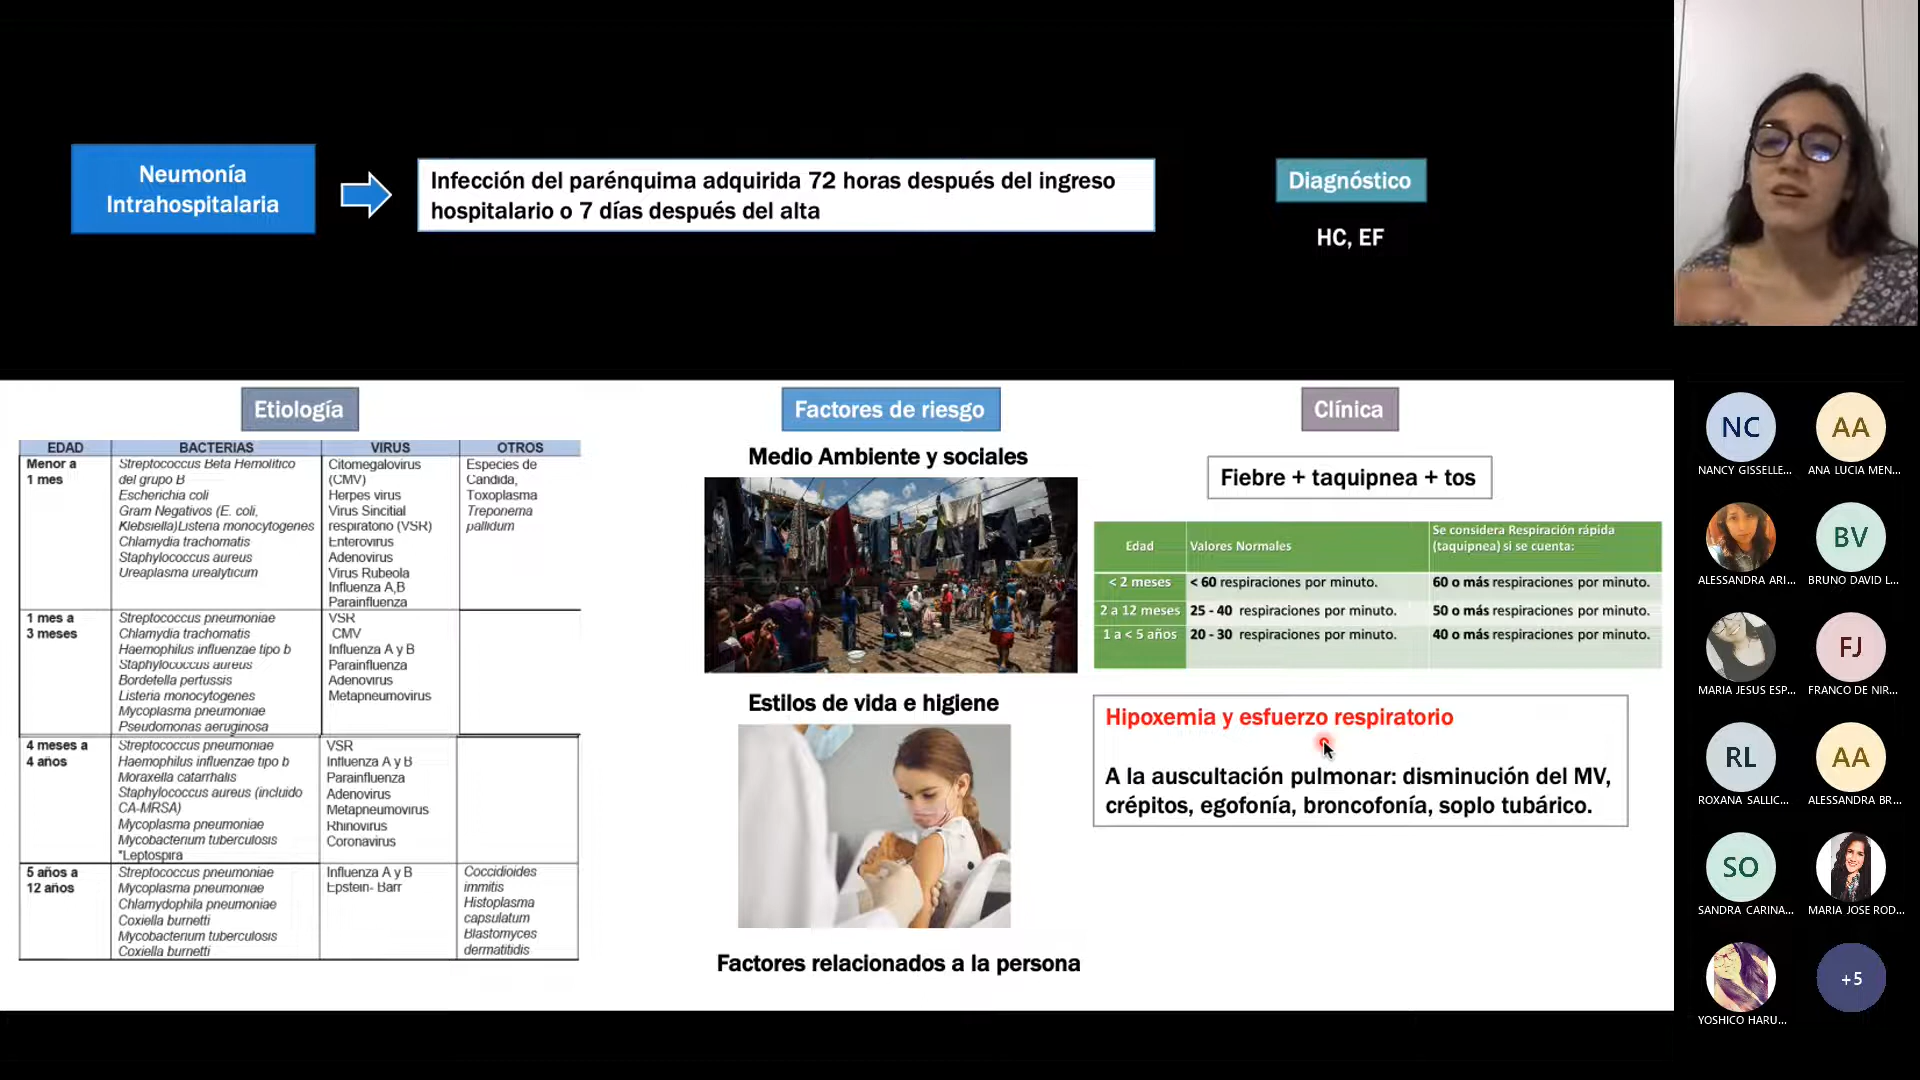 Neumonía
Intrahospitalaria
Infección del parénquima adquirida 72 horas después del ingreso
hospitalario o 7 días después del alta
Diagnóstico
HC, EF
Etiología
EDAD BACTERIAS VIRUS OTROS
Menor a
1 mes
Streptococcus Beta Hemolítico
del grupo B
Escherichia coli
Gram Negativos (E. coli,
Klebsiella)Listeria monocytogenes
Chlamydia trachomatis
Staphylococcus aureus
Ureaplasma urealyticum
Citomegalovirus
(CMV)
Herpes virus
Virus Sincitial
respiratorio (VSR)
Enterovirus
Adenovirus
Virus Rubeola
Influenza A,B
Parainfluenza
Especies de
Candida,
Toxoplasma
Treponema
pallidum
1 mes a
3 meses
Streptococcus pneumoniae
Chlamydia trachomatis
Haemophilus influenzae tipo b
Staphylococcus aureus
Bordetella pertussis
Listeria monocytogenes
Mycoplasma pneumoniae
Pseudomonas aeruginosa
VSR
CMV
Influenza A y B
Parainfluenza
Adenovirus
Metapneumovirus
4 meses a
4 años
Streptococcus pneumoniae
Haemophilus influenzae tipo b
Moraxella catarrhalis
Staphylococcus aureus (incluido
CA-MRSA)
Mycoplasma pneumoniae
Mycobacterium tuberculosis
*Leptospira
VSR
Influenza A y B
Parainfluenza
Adenovirus
Metapneumovirus
Rhinovirus
Coronavirus
5 años a
12 años
Streptococcus pneumoniae
Mycoplasma pneumoniae
Chlamydophila pneumoniae
Coxiella burnetti
Mycobacterium tuberculosis
Coxiella burnetti
Influenza A y B
Epstein- Barr
Coccidioides
immitis
Histoplasma
capsulatum
Blastomyces
dermatitidis
Factores de riesgo
Medio Ambiente y sociales
Estilos de vida e higiene
Factores relacionados a la persona
Clínica
Fiebre + taquipnea + tos
Edad Valores Normales Se considera Respiración rápida
(taquipnea) si se cuenta:
< 2 meses < 60 respiraciones por minuto. 60 o más respiraciones por minuto.
2 a 12 meses 25 - 40 respiraciones por minuto. 50 o más respiraciones por minuto.
1 a < 5 años 20 - 30 respiraciones por minuto. 40 o más respiraciones por minuto.
Hipoxemia y esfuerzo respiratorio
A la auscultación pulmonar: disminución del MV,
crépitos, egofonía, broncofonía, soplo tubárico.
NC AA
NANCY GISSELLE... ANA LUCIA MEN...
BV
ALESSANDRA ARI... BRUNO DAVID L...
FJ
MARIA JESUS ESP... FRANCO DE NIR...
RL AA
ROXANA SALLIC... ALESSANDRA BR...
SO
SANDRA CARINA... MARIA JOSE ROD...
+5
YOSHICO HARU...